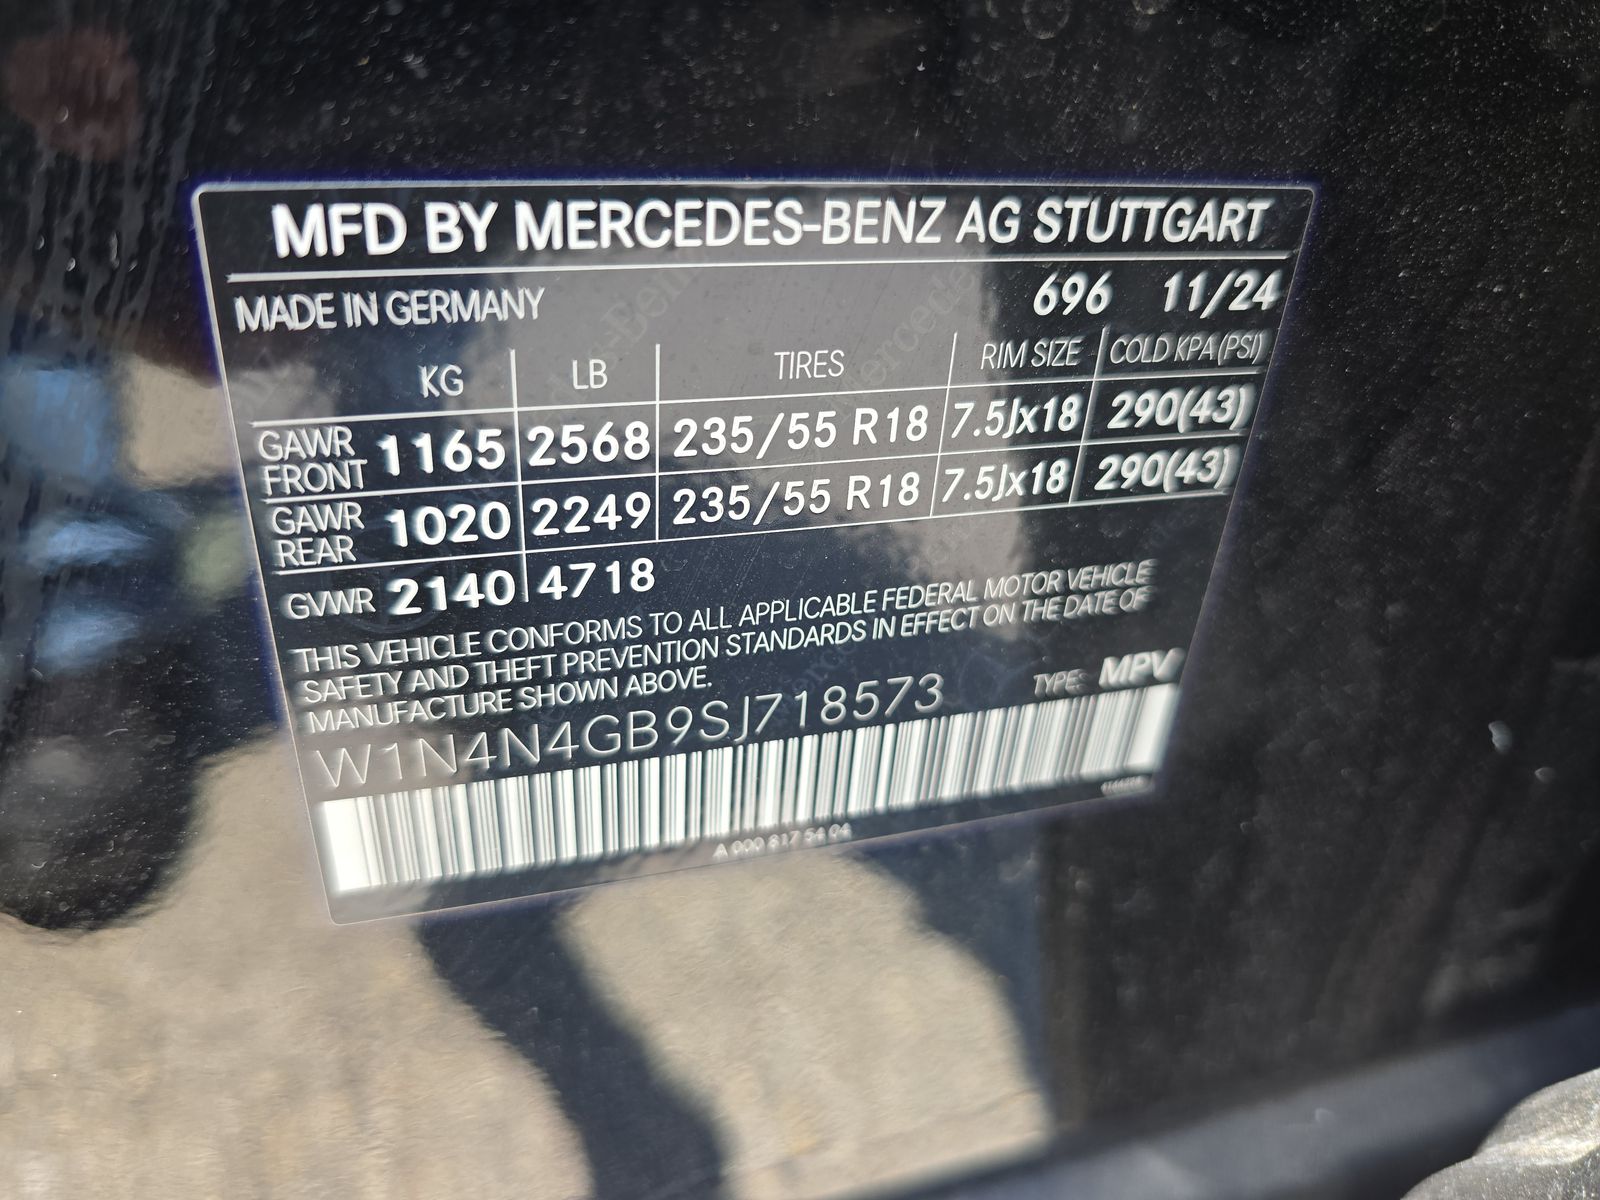 MFD BY MERCEDES-BENZ AG STUTTGART
MADE IN GERMANY 696 11/24
KG LB TIRES RIM SIZE COLD KPA (PSI)
GAWR FRONT 1165 2568 235/55 R18 7.5Jx18 290(43)
GAWR REAR 1020 2249 235/55 R18 7.5Jx18 290(43)
GVWR 2140 4718
THIS VEHICLE CONFORMS TO ALL APPLICABLE FEDERAL MOTOR VEHICLE
SAFETY AND THEFT PREVENTION STANDARDS IN EFFECT ON THE DATE OF
MANUFACTURE SHOWN ABOVE.
W1N4N4GB9SJ718573 TYPE: MPV
A 000 817 54 04